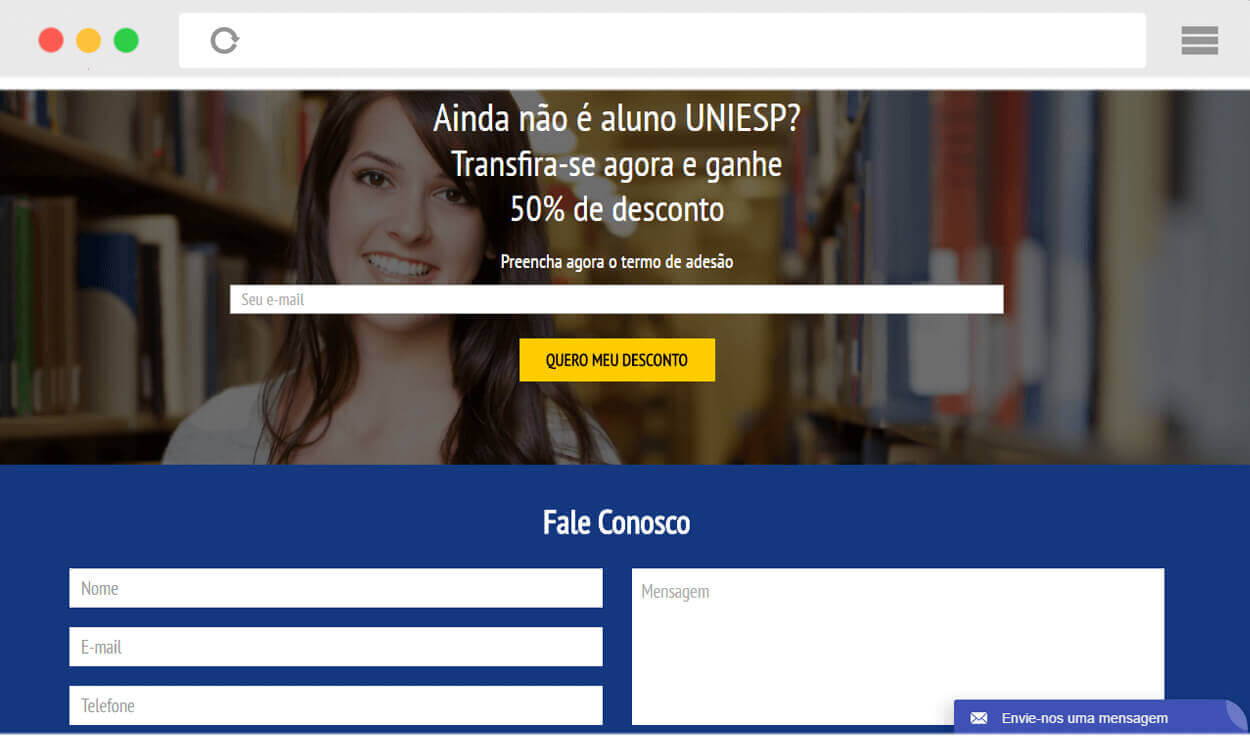 Ainda não é aluno UNIESP?
Transfira-se agora e ganhe
50% de desconto
Preencha agora o termo de adesão
Seu e-mail
QUERO MEU DESCONTO
Fale Conosco
Nome
Mensagem
E-mail
Telefone
Envie-nos uma mensagem